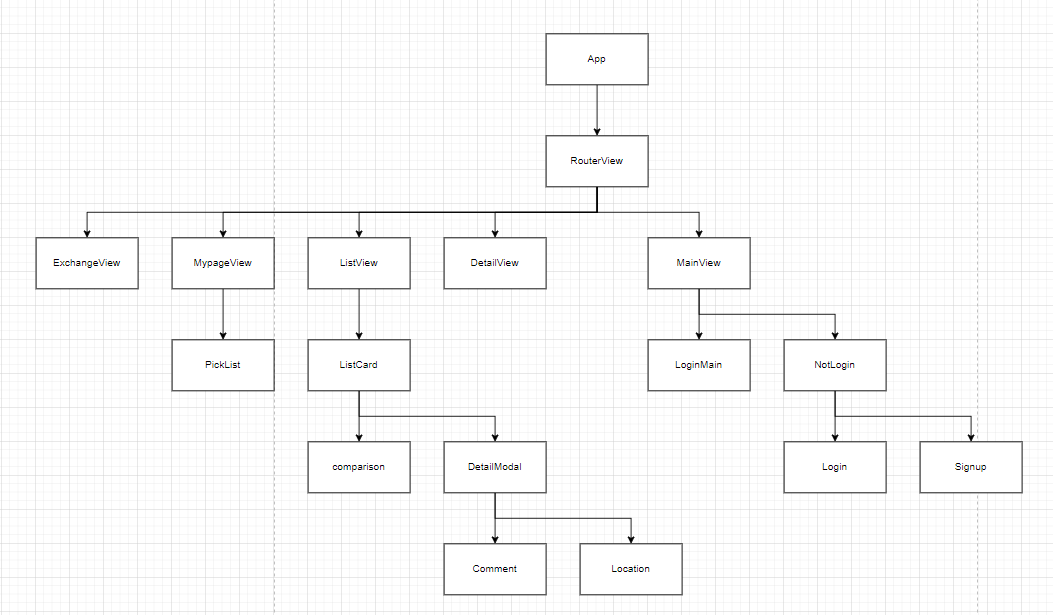 App
RouterView
ExchangeView
MypageView
ListView
DetailView
MainView
PickList
ListCard
LoginMain
NotLogin
comparison
DetailModal
Login
Signup
Comment
Location